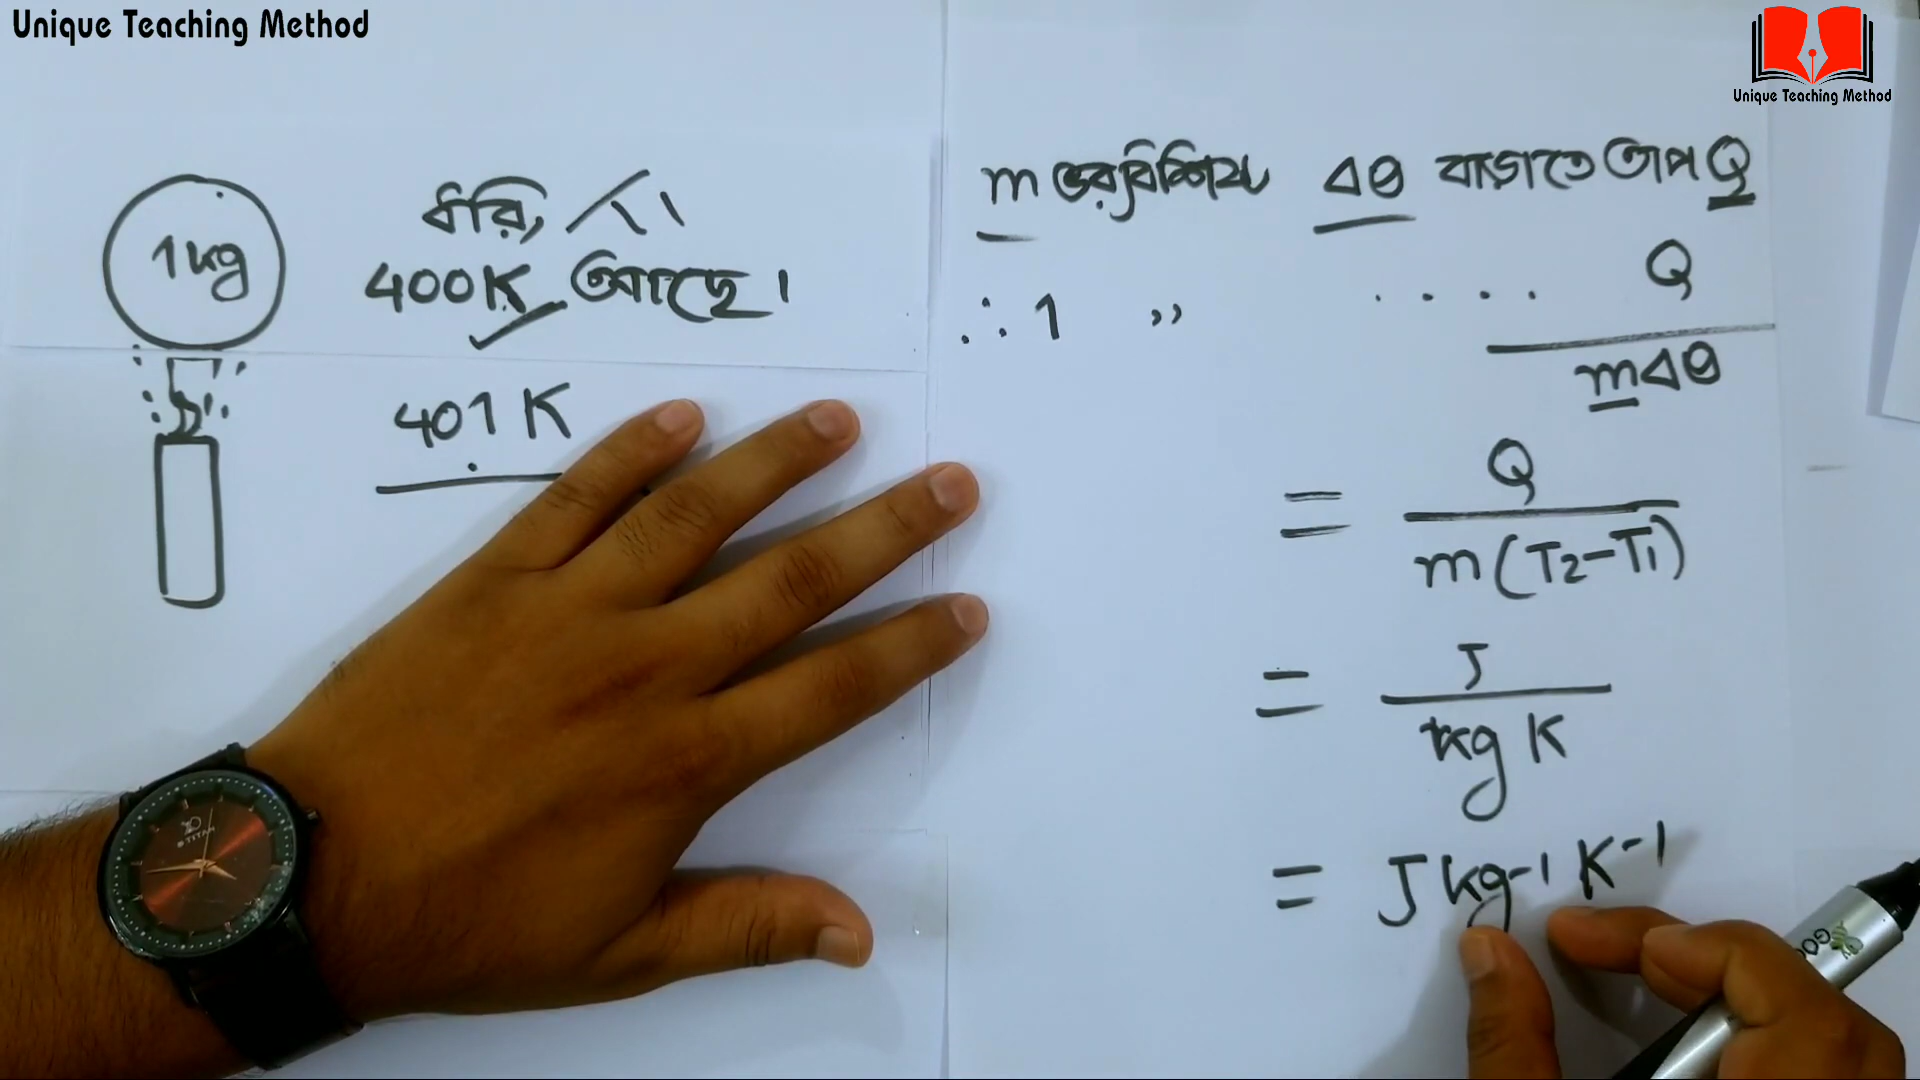 Unique Teaching Method
Unique Teaching Method
1kg
ধরি,
400K আছে।
401 K
m ভরবিশিষ্ট Δθ বাড়াতে তাপ Q
∴ 1 ,, .... Q
mΔθ
= Q
m(T2-T1)
= J
kg K
= J kg-1 K-1
TITAN